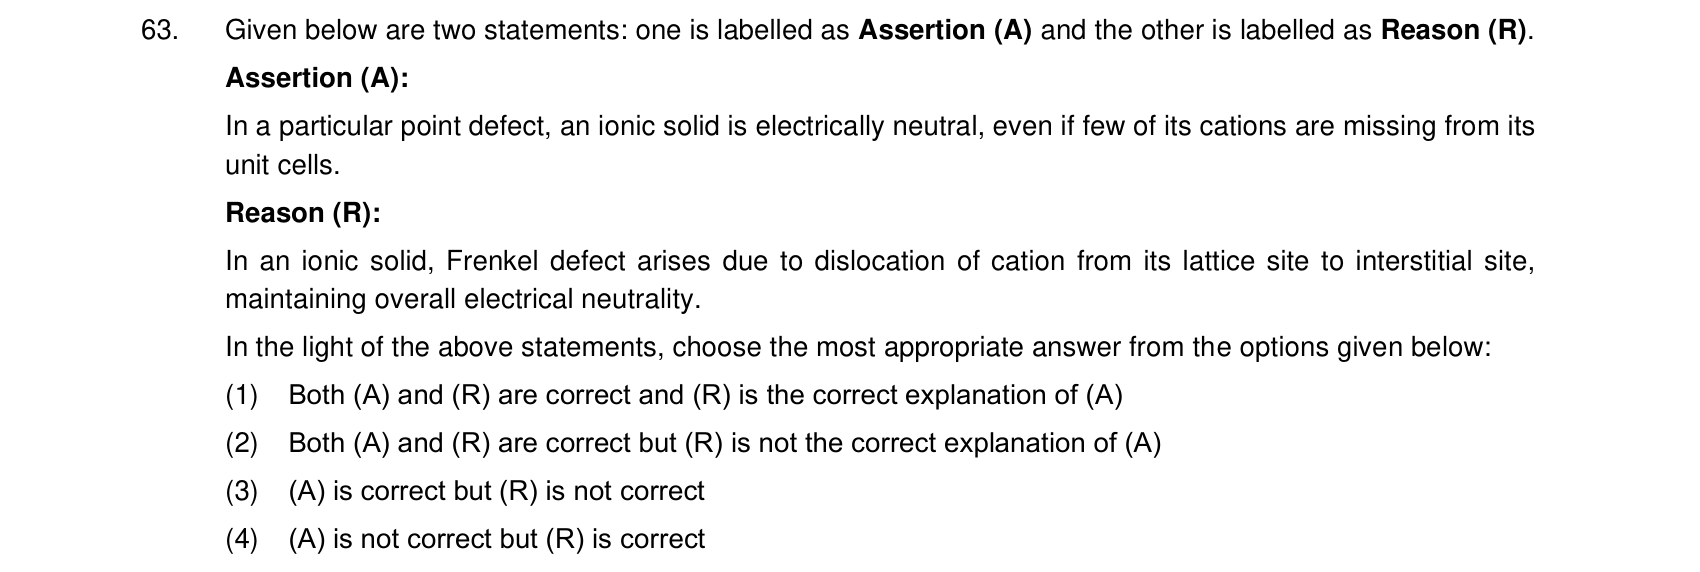 63. Given below are two statements: one is labelled as Assertion (A) and the other is labelled as Reason (R).
Assertion (A):
In a particular point defect, an ionic solid is electrically neutral, even if few of its cations are missing from its
unit cells.
Reason (R):
In an ionic solid, Frenkel defect arises due to dislocation of cation from its lattice site to interstitial site,
maintaining overall electrical neutrality.
In the light of the above statements, choose the most appropriate answer from the options given below:
(1) Both (A) and (R) are correct and (R) is the correct explanation of (A)
(2) Both (A) and (R) are correct but (R) is not the correct explanation of (A)
(3) (A) is correct but (R) is not correct
(4) (A) is not correct but (R) is correct